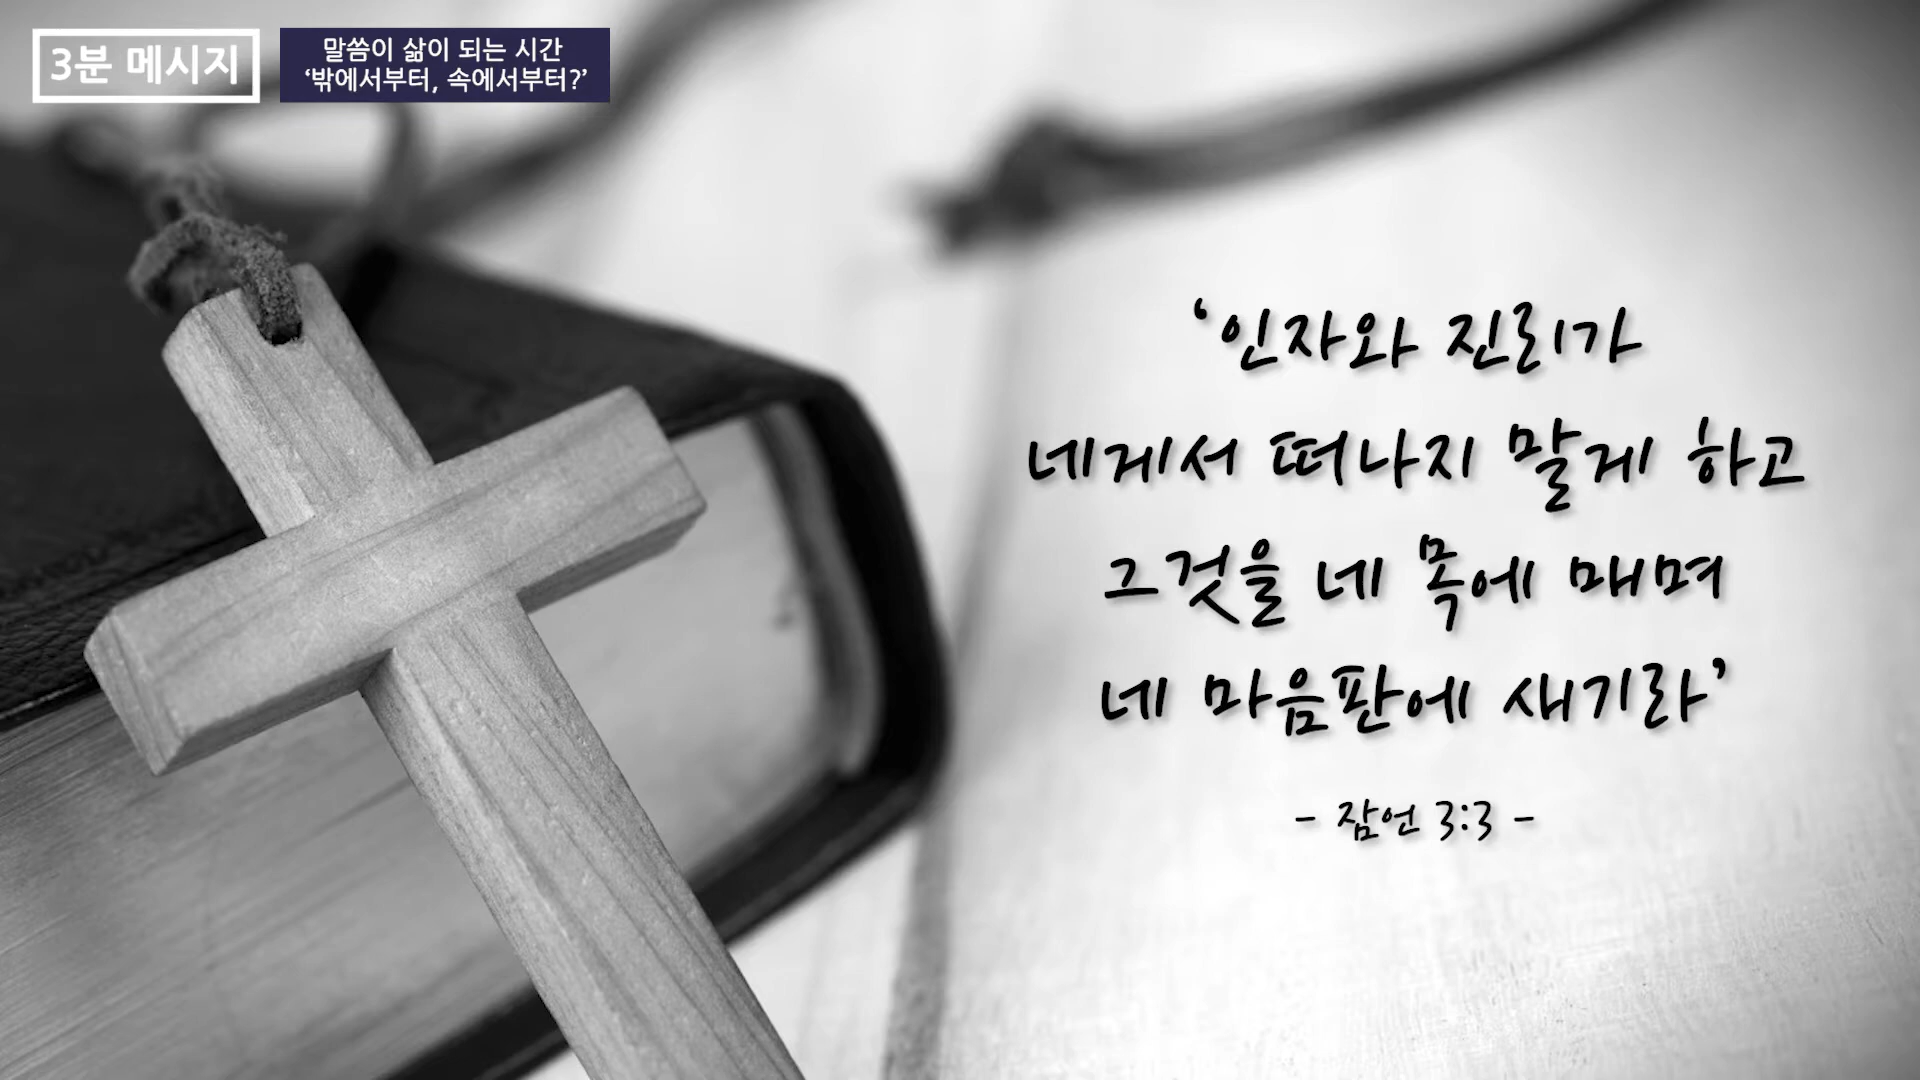 3분 메시지
말씀이 삶이 되는 시간
‘밖에서부터, 속에서부터?’
‘인자와 진리가
네게서 떠나지 말게 하고
그것을 네 목에 매며
네 마음판에 새기라’
- 잠언 3:3 -